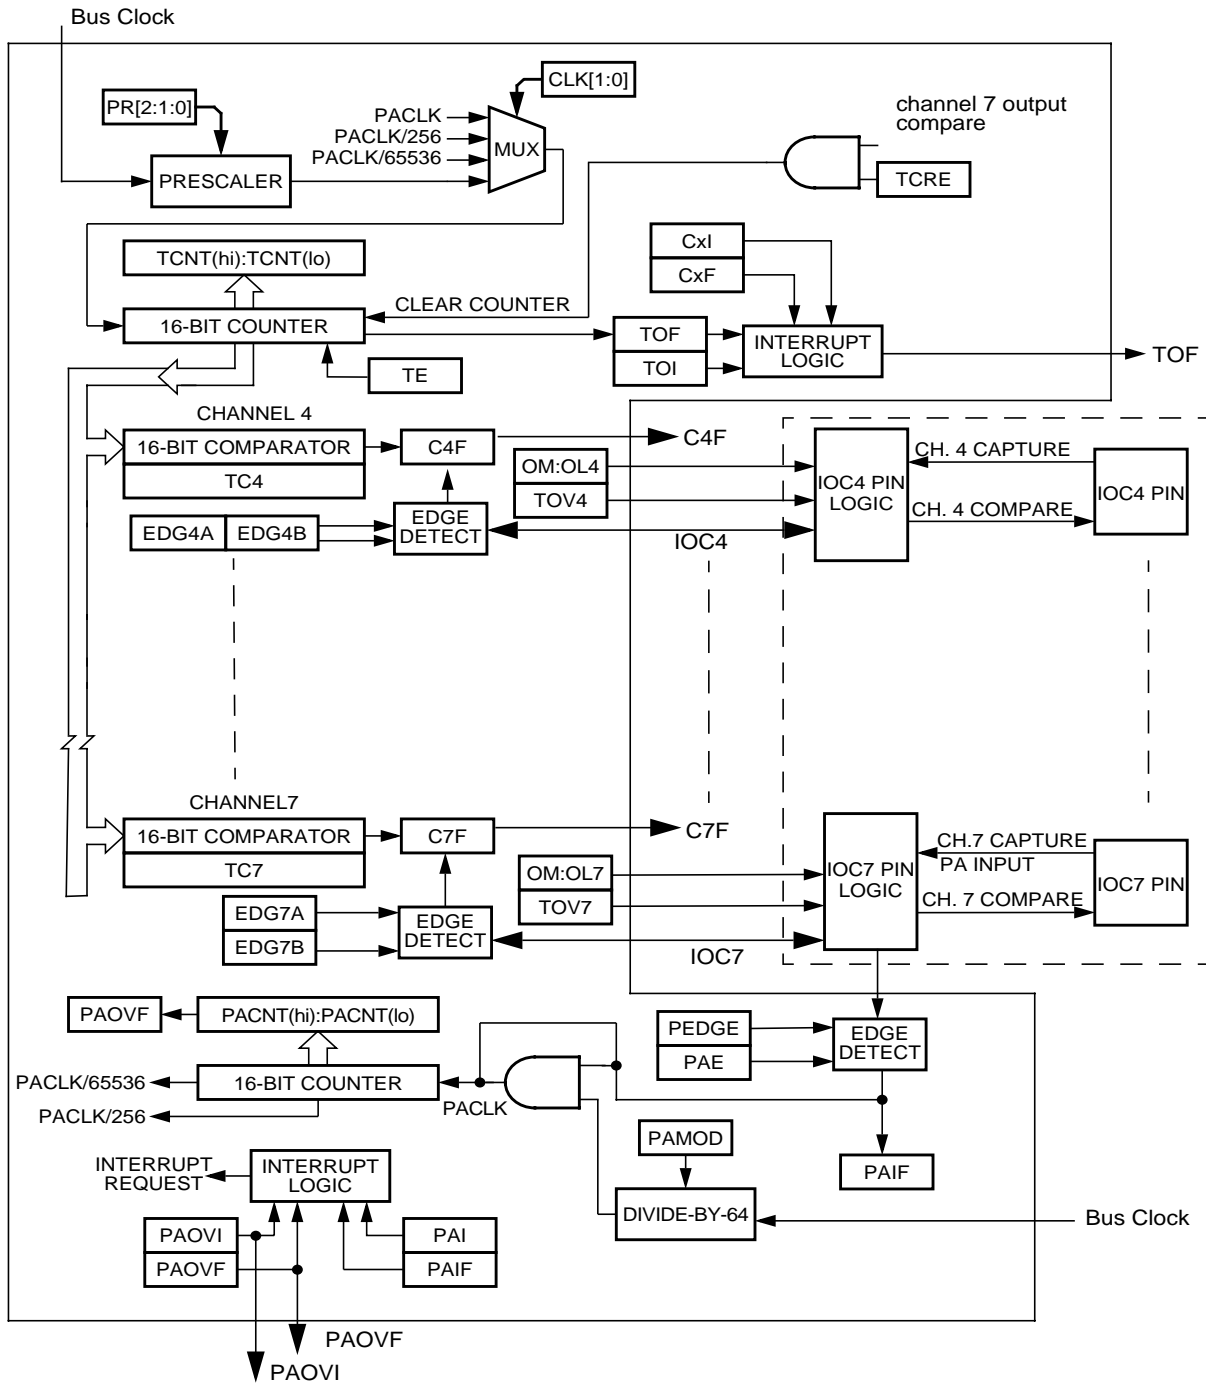 Bus Clock
PR[2:1:0]
CLK[1:0]
PACLK
PACLK/256
PACLK/65536
MUX
PRESCALER
channel 7 output
compare
TCRE
TCNT(hi):TCNT(lo)
CxI
CxF
CLEAR COUNTER
16-BIT COUNTER
TOF
TOI
INTERRUPT
LOGIC
TOF
TE
CHANNEL 4
16-BIT COMPARATOR
TC4
C4F
C4F
OM:OL4
TOV4
EDG4A
EDG4B
EDGE
DETECT
IOC4
IOC4 PIN
LOGIC
CH. 4 CAPTURE
CH. 4 COMPARE
IOC4 PIN
CHANNEL7
16-BIT COMPARATOR
TC7
C7F
C7F
OM:OL7
TOV7
EDG7A
EDG7B
EDGE
DETECT
IOC7
IOC7 PIN
LOGIC
CH.7 CAPTURE
PA INPUT
CH. 7 COMPARE
IOC7 PIN
PAOVF
PACNT(hi):PACNT(lo)
PEDGE
PAE
EDGE
DETECT
PACLK/65536
16-BIT COUNTER
PACLK
PACLK/256
PAMOD
PAIF
INTERRUPT
REQUEST
INTERRUPT
LOGIC
DIVIDE-BY-64
Bus Clock
PAOVI
PAOVF
PAI
PAIF
PAOVF
PAOVI